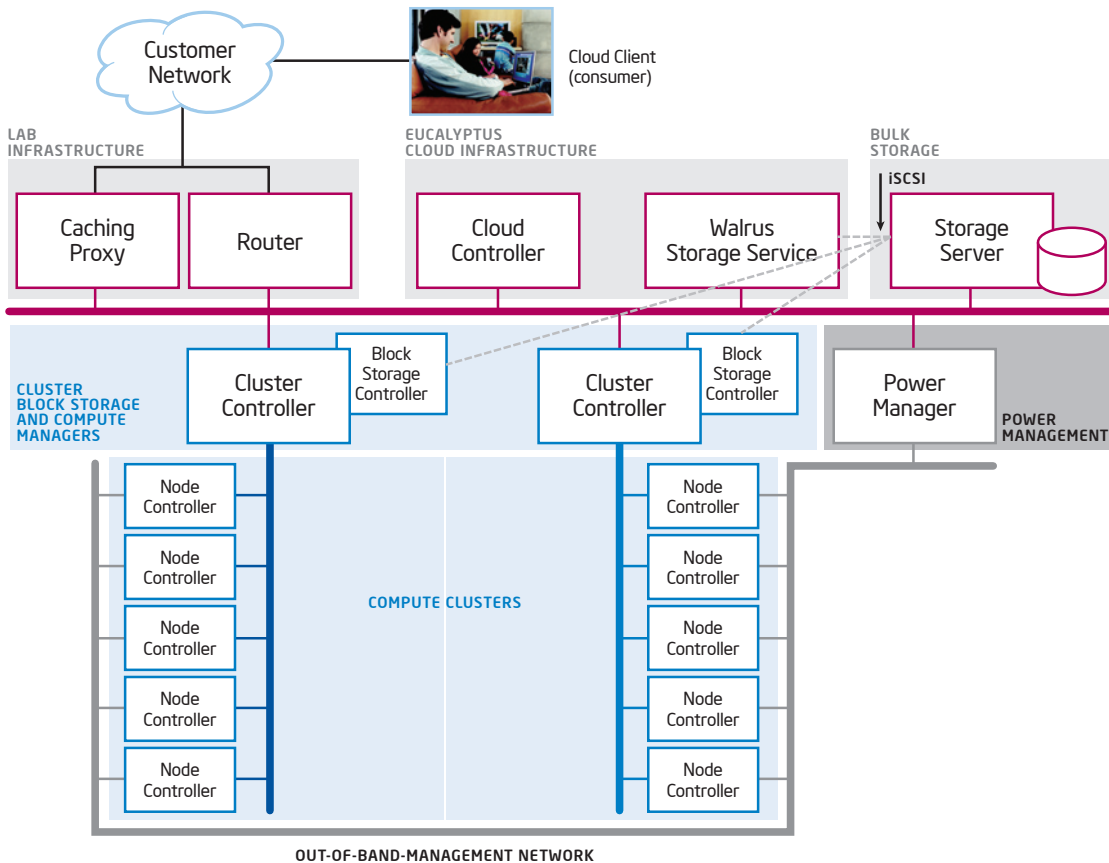 Customer
Network
Cloud Client
(consumer)
LAB
INFRASTRUCTURE
EUCALYPTUS
CLOUD INFRASTRUCTURE
BULK
STORAGE
iSCSI
Caching
Proxy
Router
Cloud
Controller
Walrus
Storage Service
Storage
Server
CLUSTER
BLOCK STORAGE
AND COMPUTE
MANAGERS
Cluster
Controller
Block
Storage
Controller
Cluster
Controller
Block
Storage
Controller
Power
Manager
POWER
MANAGEMENT
Node
Controller
Node
Controller
Node
Controller
Node
Controller
Node
Controller
COMPUTE CLUSTERS
Node
Controller
Node
Controller
Node
Controller
Node
Controller
Node
Controller
OUT-OF-BAND-MANAGEMENT NETWORK